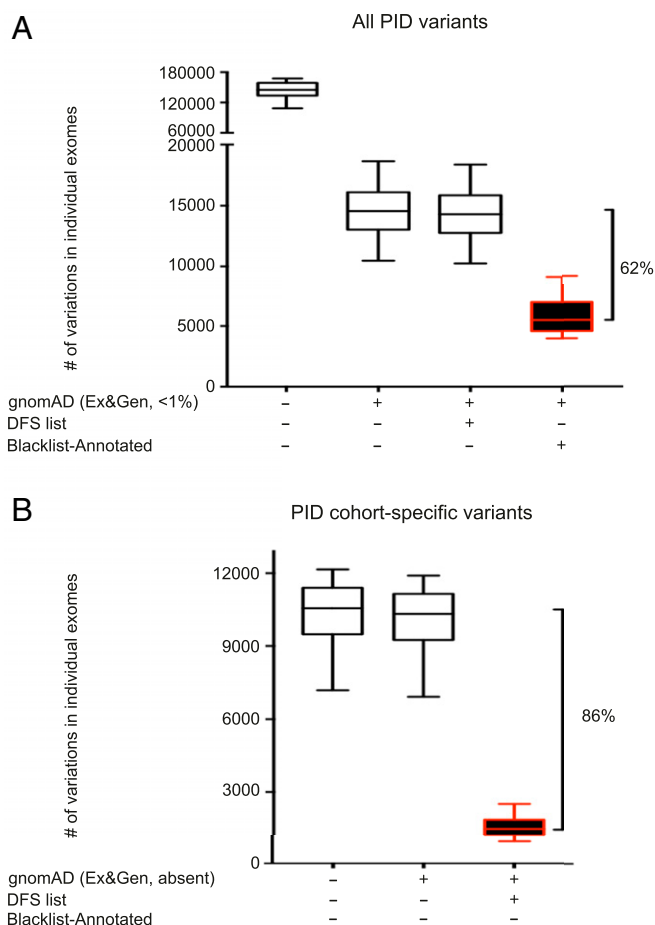 A
All PID variants
180000
120000
60000
20000
15000
10000
5000
0
# of variations in individual exomes
62%
gnomAD (Ex&Gen, <1%) – + + +
DFS list – – + –
Blacklist-Annotated – – – +
B
PID cohort-specific variants
12000
9000
6000
3000
0
# of variations in individual exomes
86%
gnomAD (Ex&Gen, absent) – + +
DFS list – – +
Blacklist-Annotated – – –